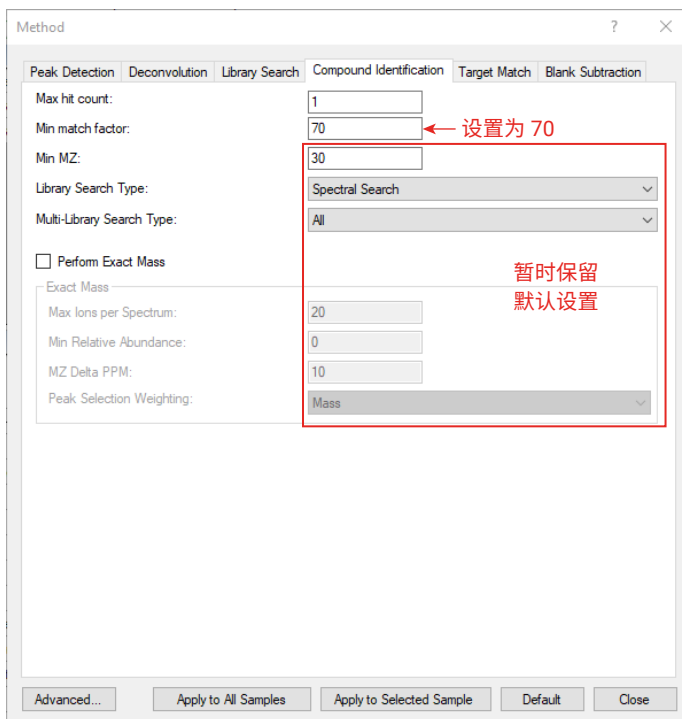 Method
?
Peak Detection Deconvolution Library Search Compound Identification Target Match Blank Subtraction
Max hit count: 1
Min match factor: 70 设置为 70
Min MZ: 30
Library Search Type: Spectral Search
Multi-Library Search Type: All
Perform Exact Mass
暂时保留
默认设置
Exact Mass
Max Ions per Spectrum: 20
Min Relative Abundance: 0
MZ Delta PPM: 10
Peak Selection Weighting: Mass
Advanced... Apply to All Samples Apply to Selected Sample Default Close